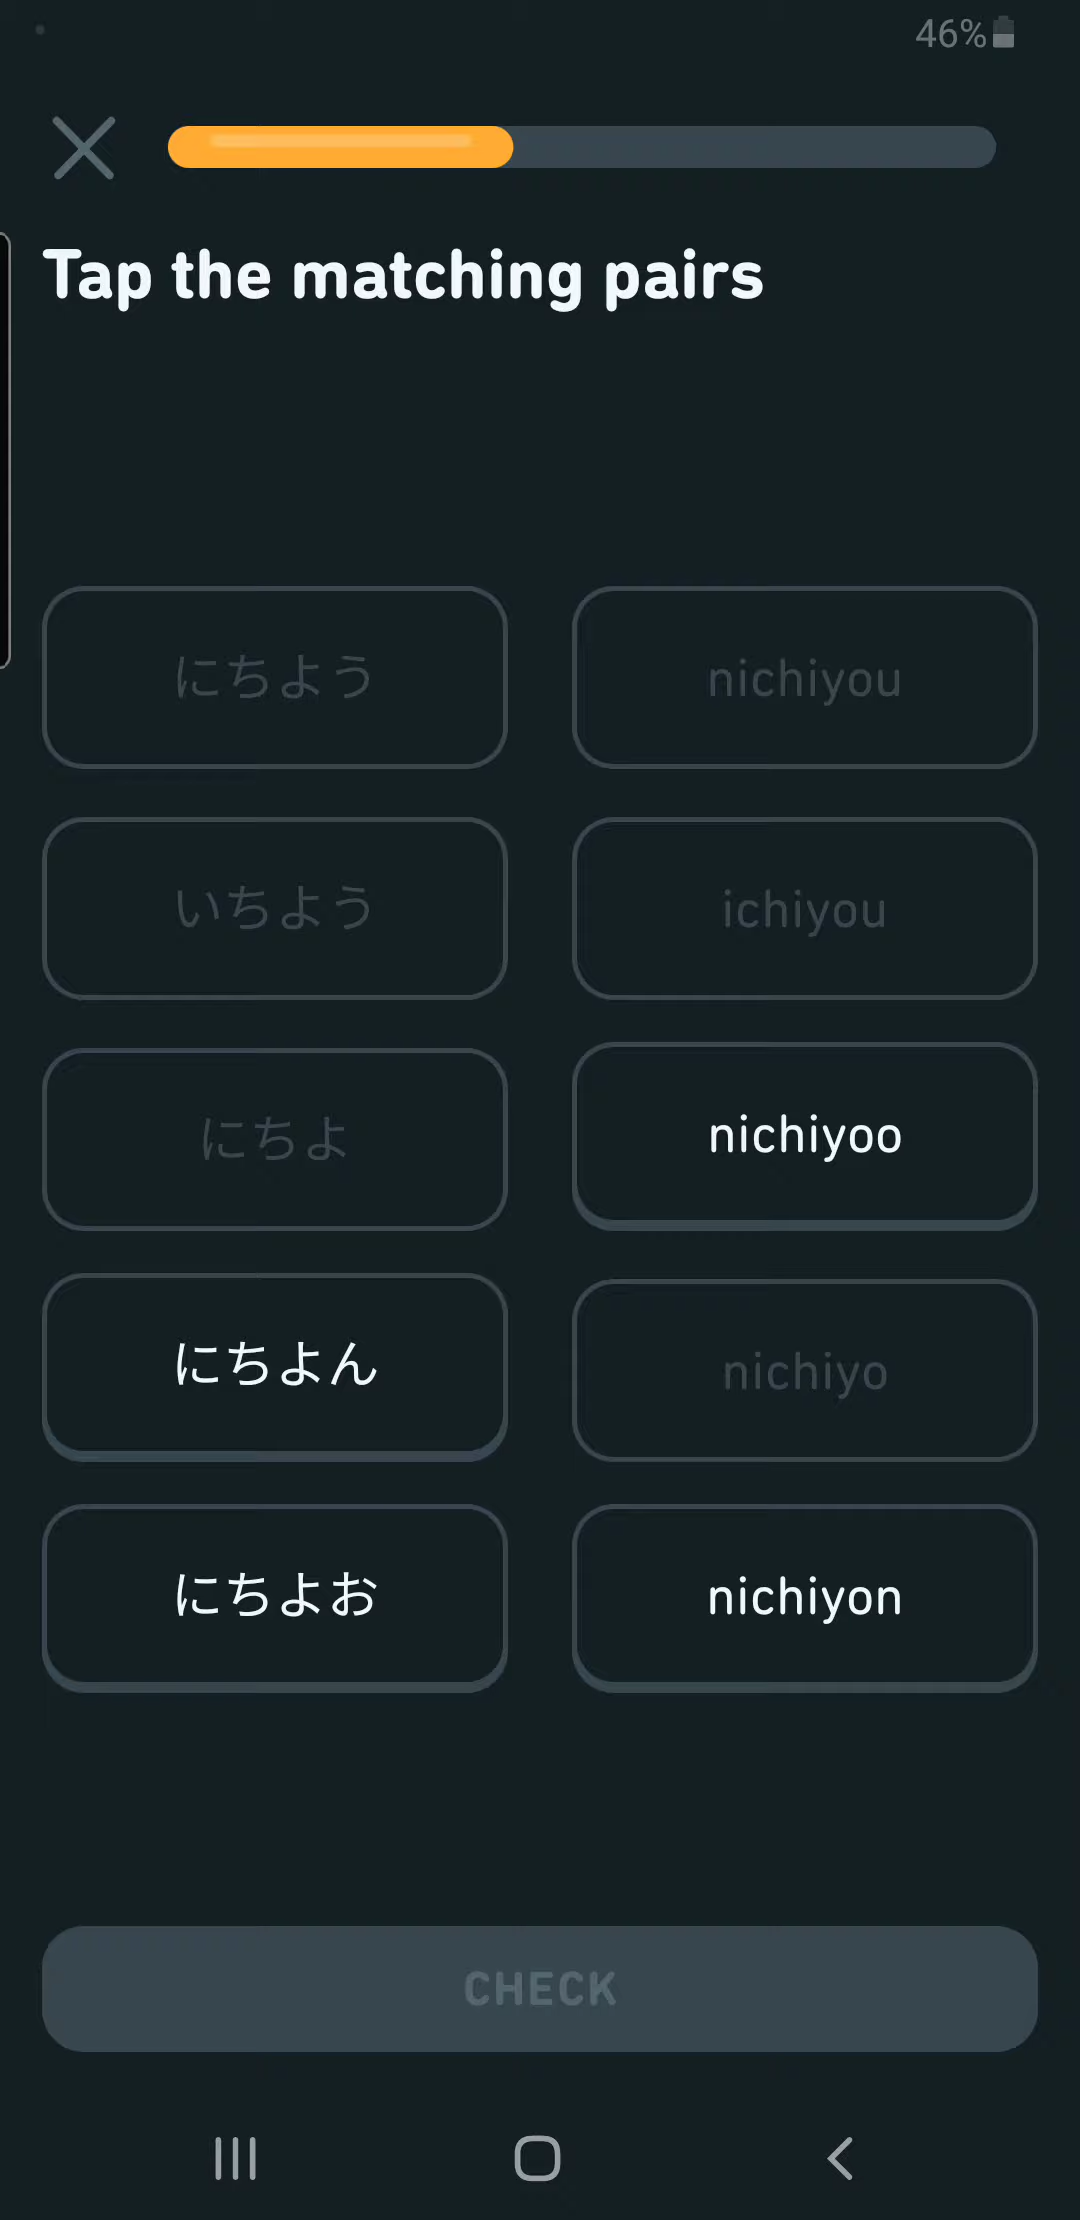 46%
Tap the matching pairs
にちよう nichiyou
いちよう ichiyou
にちよ nichiyoo
にちよん nichiyo
にちよお nichiyon
CHECK